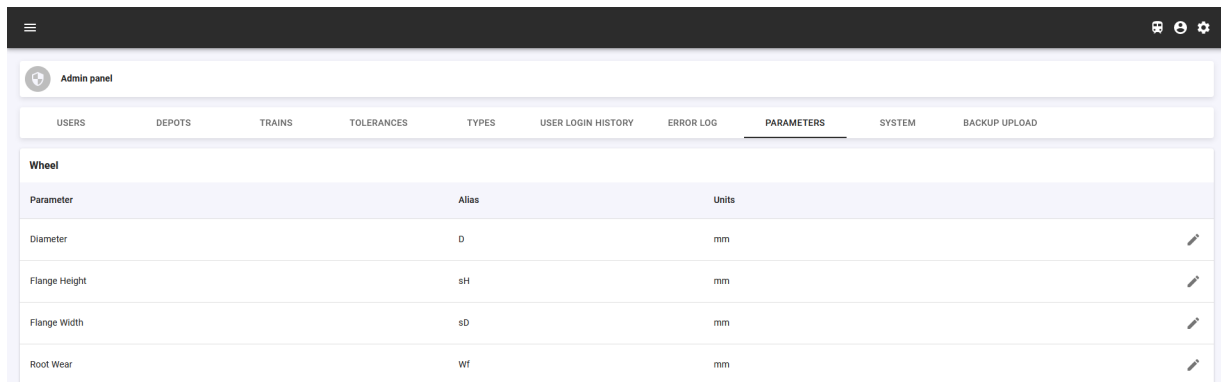 Admin panel
USERS DEPOTS TRAINS TOLERANCES TYPES USER LOGIN HISTORY ERROR LOG PARAMETERS SYSTEM BACKUP UPLOAD
Wheel
Parameter Alias Units
Diameter D mm
Flange Height sH mm
Flange Width sD mm
Root Wear Wf mm